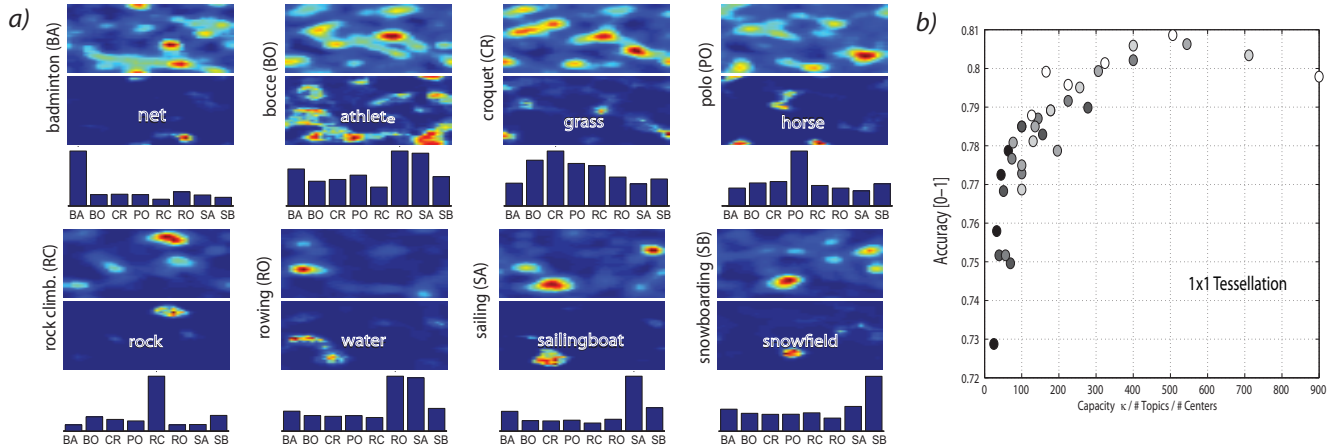 a)
badminton (BA)
net
BA BO CR PO RC RO SA SB
bocce (BO)
athlete
BA BO CR PO RC RO SA SB
croquet (CR)
grass
BA BO CR PO RC RO SA SB
polo (PO)
horse
BA BO CR PO RC RO SA SB
rock climb. (RC)
rock
BA BO CR PO RC RO SA SB
rowing (RO)
water
BA BO CR PO RC RO SA SB
sailing (SA)
sailingboat
BA BO CR PO RC RO SA SB
snowboarding (SB)
snowfield
BA BO CR PO RC RO SA SB
b)
Accuracy [0–1]
0.81
0.8
0.79
0.78
0.77
0.76
0.75
0.74
0.73
0.72
1x1 Tessellation
0 100 200 300 400 500 600 700 800 900
Capacity κ / # Topics / # Centers